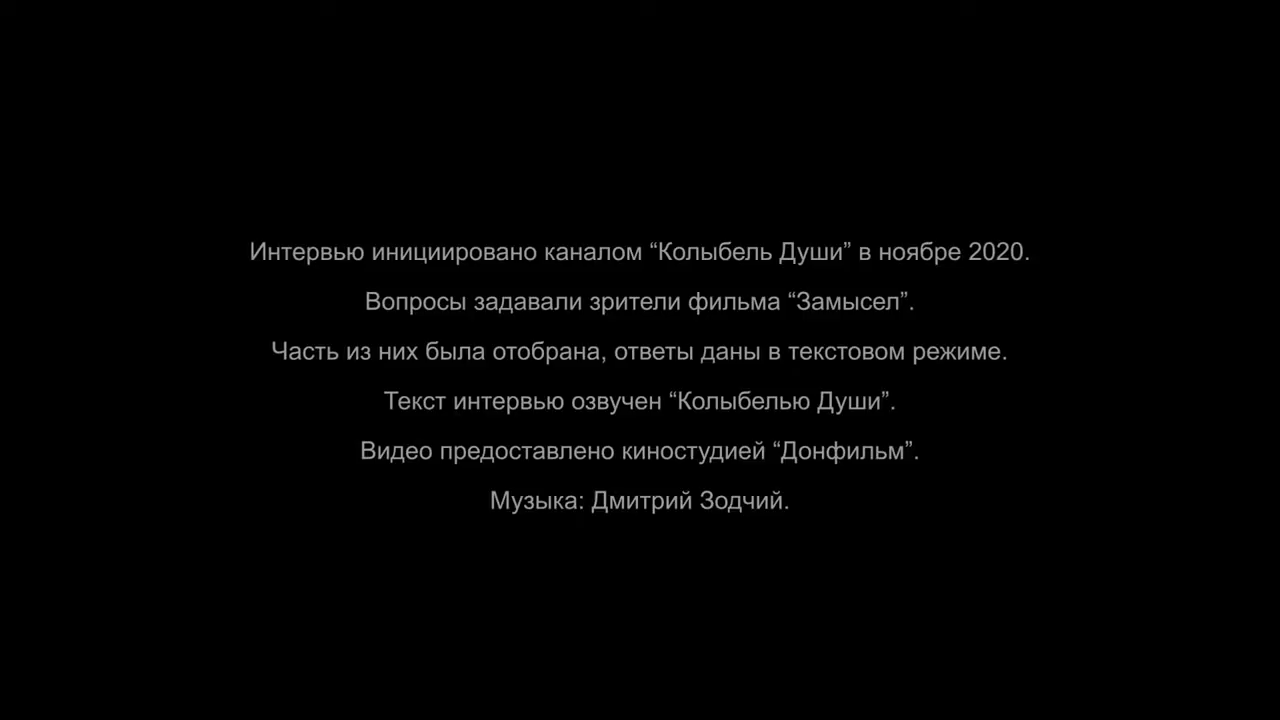 Интервью инициировано каналом “Колыбель Души” в ноябре 2020.
Вопросы задавали зрители фильма “Замысел”.
Часть из них была отобрана, ответы даны в текстовом режиме.
Текст интервью озвучен “Колыбелью Души”.
Видео предоставлено киностудией “Донфильм”.
Музыка: Дмитрий Зодчий.